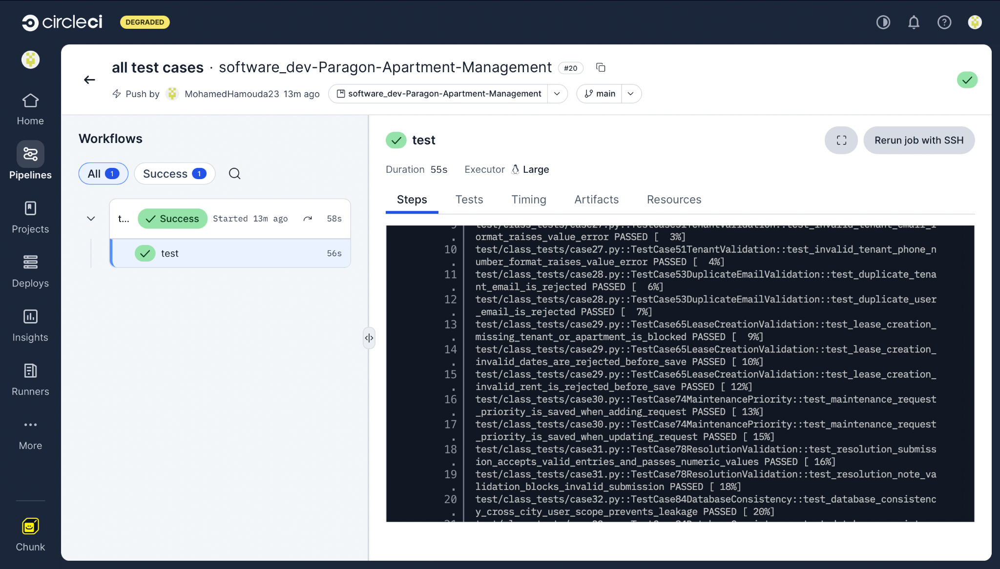 circleci DEGRADED
all test cases · software_dev-Paragon-Apartment-Management #20
Push by MohamedHamouda23 13m ago software_dev-Paragon-Apartment-Management main
Home
Pipelines
Projects
Deploys
Insights
Runners
More
Chunk
Workflows
All 1 Success 1
t... Success Started 13m ago 58s
test 56s
test
Rerun job with SSH
Duration 55s Executor Large
Steps Tests Timing Artifacts Resources
9 test/class_tests/case27.py::TestCase51TenantValidation::test_invalid_tenant_email_f
. ormat_raises_value_error PASSED [  3%]
10 test/class_tests/case27.py::TestCase51TenantValidation::test_invalid_tenant_phone_n
. umber_format_raises_value_error PASSED [  4%]
11 test/class_tests/case28.py::TestCase53DuplicateEmailValidation::test_duplicate_tena
. nt_email_is_rejected PASSED [  6%]
12 test/class_tests/case28.py::TestCase53DuplicateEmailValidation::test_duplicate_user
. _email_is_rejected PASSED [  7%]
13 test/class_tests/case29.py::TestCase65LeaseCreationValidation::test_lease_creation_
. missing_tenant_or_apartment_is_blocked PASSED [  9%]
14 test/class_tests/case29.py::TestCase65LeaseCreationValidation::test_lease_creation_
. invalid_dates_are_rejected_before_save PASSED [ 10%]
15 test/class_tests/case29.py::TestCase65LeaseCreationValidation::test_lease_creation_
. invalid_rent_is_rejected_before_save PASSED [ 12%]
16 test/class_tests/case30.py::TestCase74MaintenancePriority::test_maintenance_request
. _priority_is_saved_when_adding_request PASSED [ 13%]
17 test/class_tests/case30.py::TestCase74MaintenancePriority::test_maintenance_request
. _priority_is_saved_when_updating_request PASSED [ 15%]
18 test/class_tests/case31.py::TestCase78ResolutionValidation::test_resolution_submiss
. ion_accepts_valid_entries_and_passes_numeric_values PASSED [ 16%]
19 test/class_tests/case31.py::TestCase78ResolutionValidation::test_resolution_note_va
. lidation_blocks_invalid_submission PASSED [ 18%]
20 test/class_tests/case32.py::TestCase84DatabaseConsistency::test_database_consistenc
. y_cross_city_user_scope_prevents_leakage PASSED [ 20%]